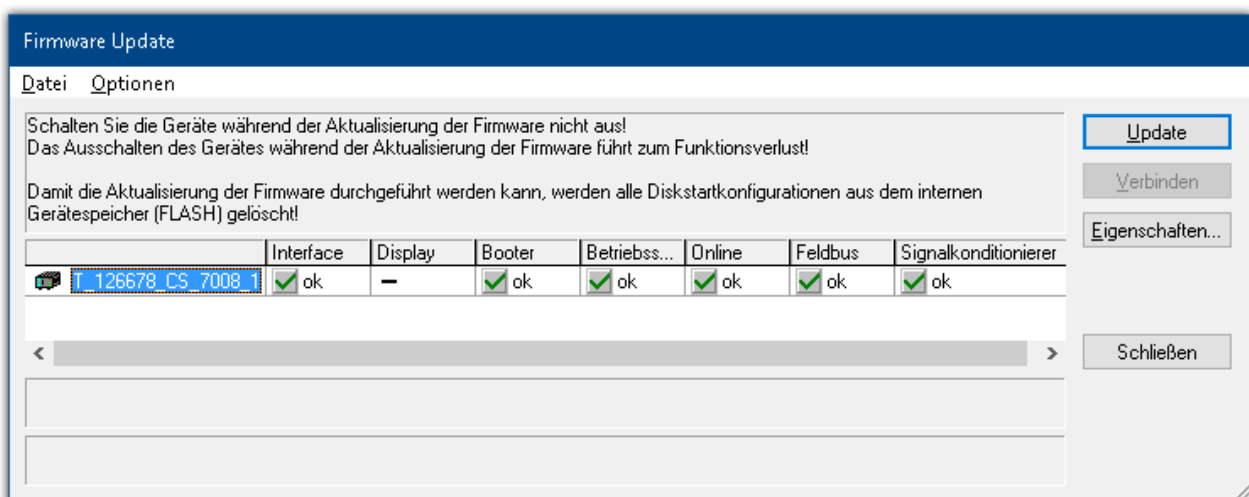 Firmware Update
Datei Optionen
Schalten Sie die Geräte während der Aktualisierung der Firmware nicht aus!
Das Ausschalten des Gerätes während der Aktualisierung der Firmware führt zum Funktionsverlust!
Damit die Aktualisierung der Firmware durchgeführt werden kann, werden alle Diskstartkonfigurationen aus dem internen
Gerätespeicher (FLASH) gelöscht!
Update
Verbinden
Eigenschaften...
Interface Display Booter Betriebss... Online Feldbus Signalkonditionierer
T_126678_CS_7008_1 ok – ok ok ok ok ok
Schließen